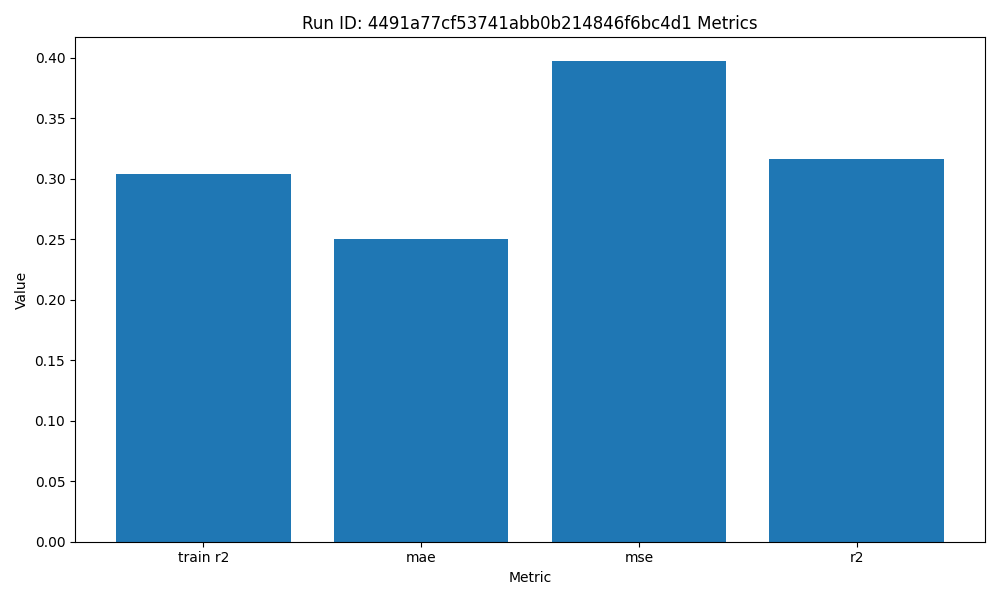 Run ID: 4491a77cf53741abb0b214846f6bc4d1 Metrics
0.40
0.35
0.30
0.25
0.20
0.15
0.10
0.05
0.00
Value
train r2
mae
mse
r2
Metric